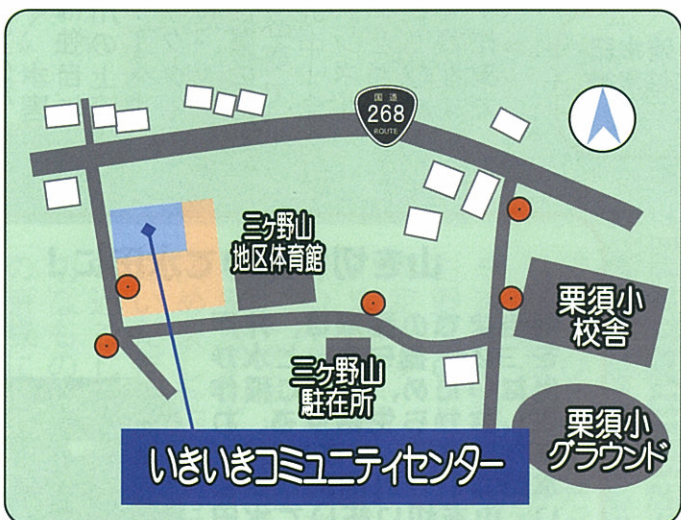 国道
268
ROUTE
三ケ野山
地区体育館
栗須小
校舎
三ケ野山
駐在所
栗須小
グラウンド
いきいきコミュニティセンター